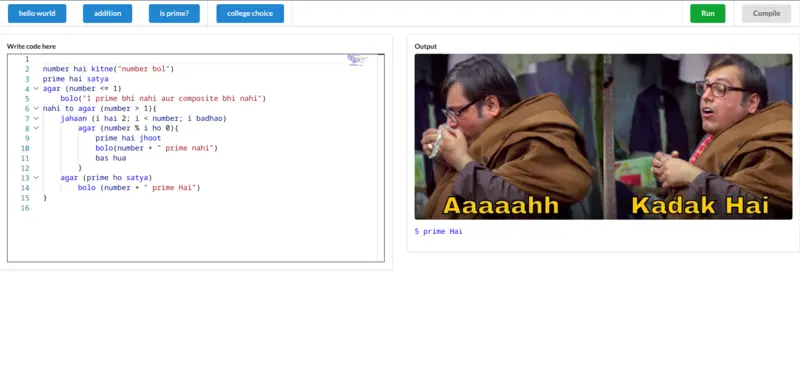 hello world
addition
is prime?
college choice
Run
Compile
Write code here
1
2 number hai kitne("number bol")
3 prime hai satya
4 agar (number <= 1)
5 bolo("1 prime bhi nahi aur composite bhi nahi")
6 nahi to agar (number > 1){
7 jahaan (i hai 2; i < number; i badhao)
8 agar (number % i ho 0){
9 prime hai jhoot
10 bolo(number + " prime nahi")
11 bas hua
12 }
13 agar (prime ho satya)
14 bolo (number + " prime Hai")
15 }
16
Output
Aaaaahh
Kadak Hai
5 prime Hai